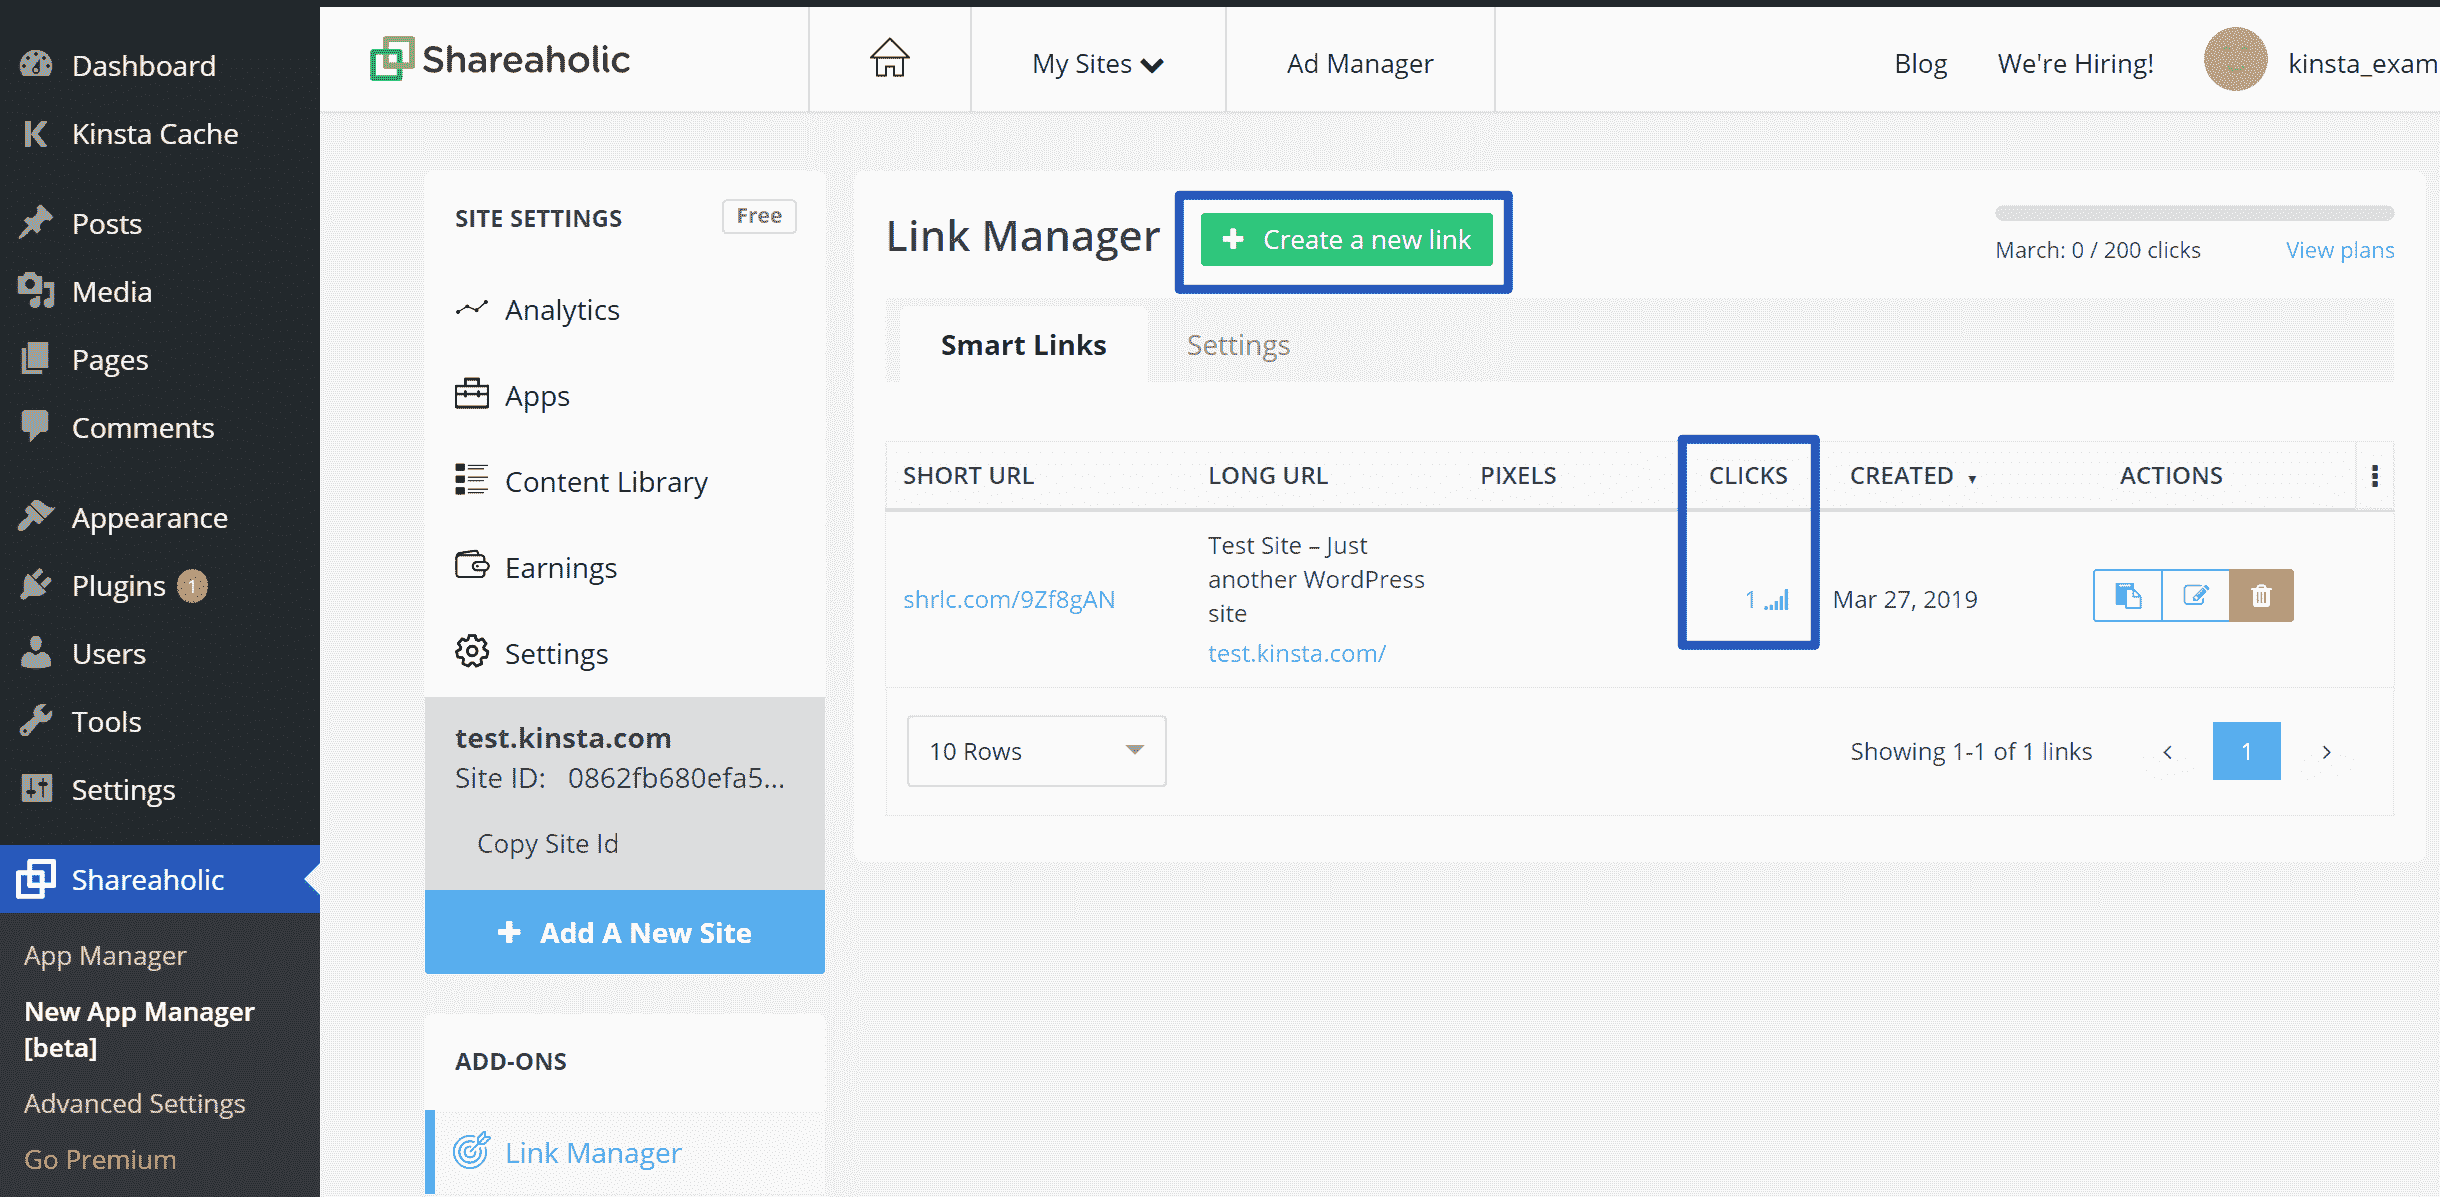 Dashboard
Kinsta Cache
Posts
Media
Pages
Comments
Appearance
Plugins 1
Users
Tools
Settings
Shareaholic
App Manager
New App Manager
[beta]
Advanced Settings
Go Premium
Shareaholic
My Sites
Ad Manager
Blog
We're Hiring!
kinsta_exam
SITE SETTINGS
Free
Analytics
Apps
Content Library
Earnings
Settings
test.kinsta.com
Site ID: 0862fb680efa5...
Copy Site Id
+ Add A New Site
ADD-ONS
Link Manager
Link Manager
+ Create a new link
March: 0 / 200 clicks
View plans
Smart Links
Settings
SHORT URL LONG URL PIXELS CLICKS CREATED ▼ ACTIONS
shrlc.com/9Zf8gAN
Test Site – Just
another WordPress
site
test.kinsta.com/
1
Mar 27, 2019
10 Rows
Showing 1-1 of 1 links
‹ 1 ›